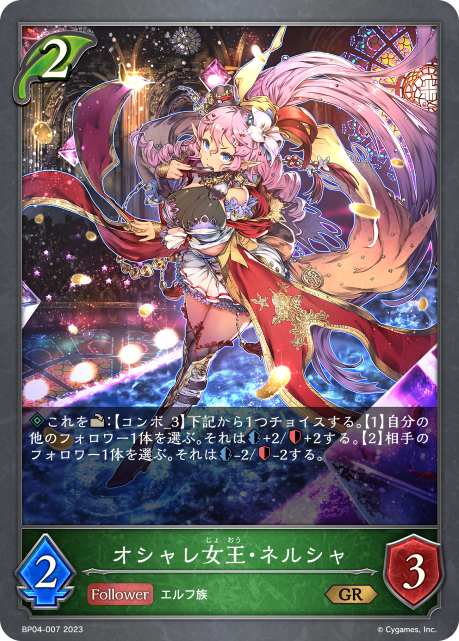 2
これを:【コンボ_3】下記から1つチョイスする。【1】自分の
他のフォロワー1体を選ぶ。それは+2/+2する。【2】相手の
フォロワー1体を選ぶ。それは-2/-2する。
じょ おう
オシャレ女王・ネルシャ
2
Follower エルフ族
GR
3
BP04-007 2023
© Cygames, Inc.